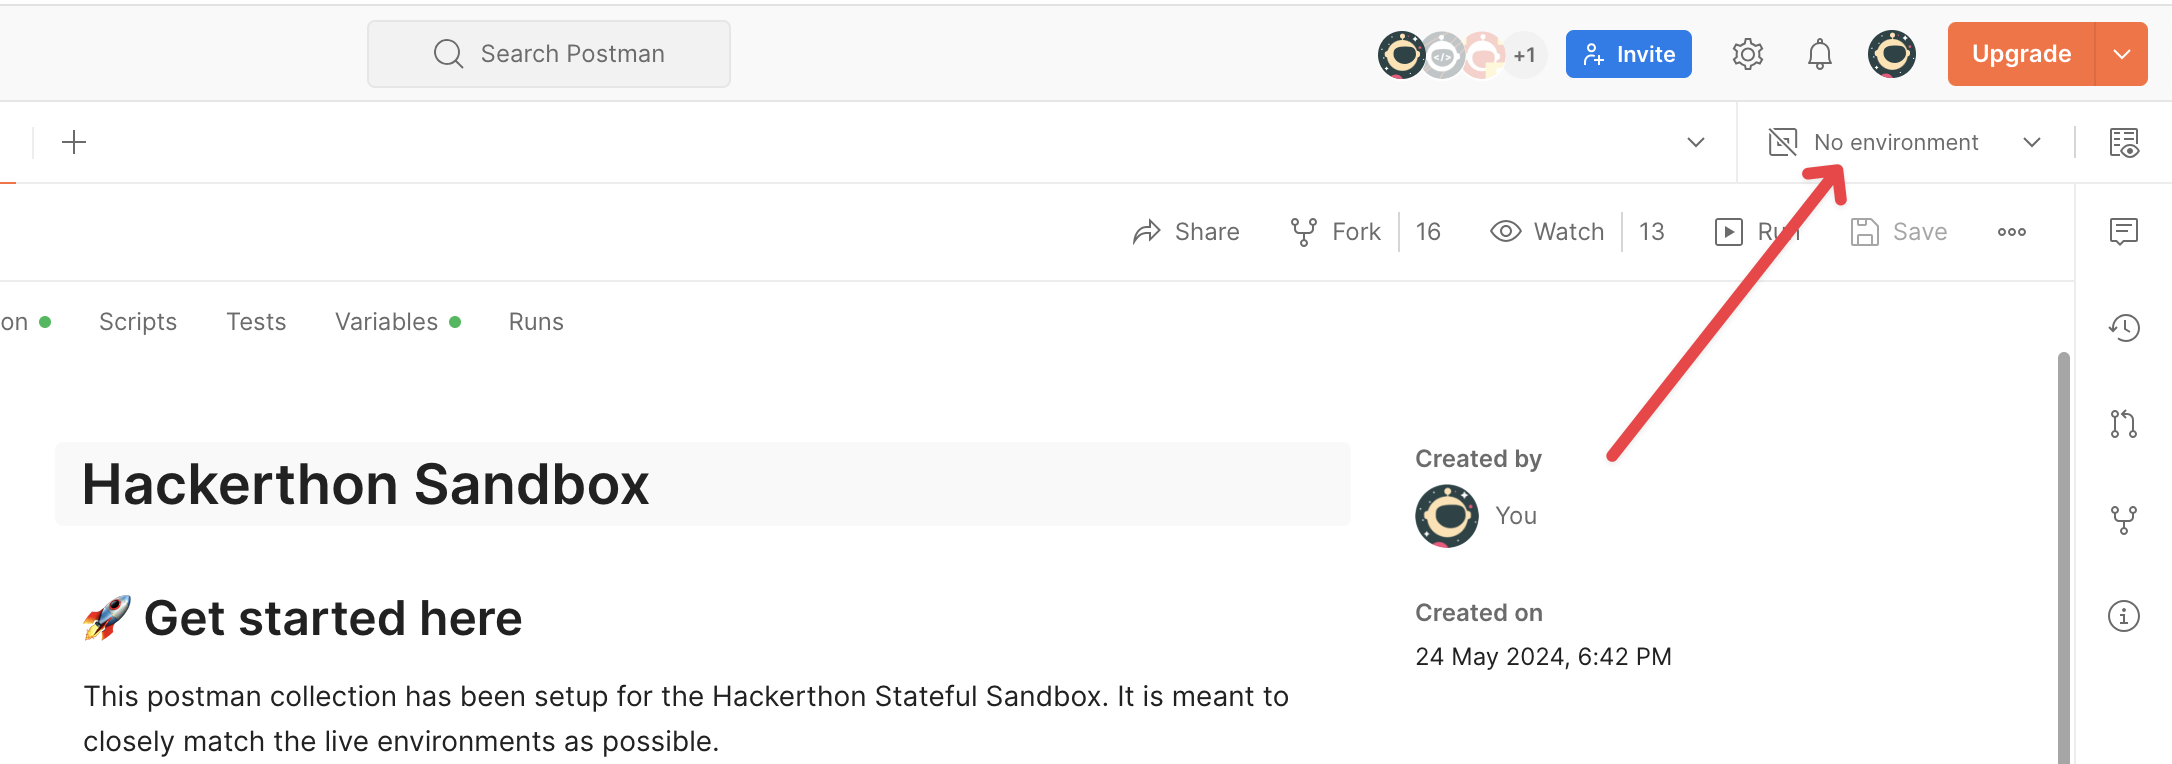 Search Postman
+1
Invite
Upgrade
No environment
Share
Fork
16
Watch
13
Run
Save
on
Scripts
Tests
Variables
Runs
Hackerthon Sandbox
Created by
You
🚀 Get started here
Created on
24 May 2024, 6:42 PM
This postman collection has been setup for the Hackerthon Stateful Sandbox. It is meant to
closely match the live environments as possible.